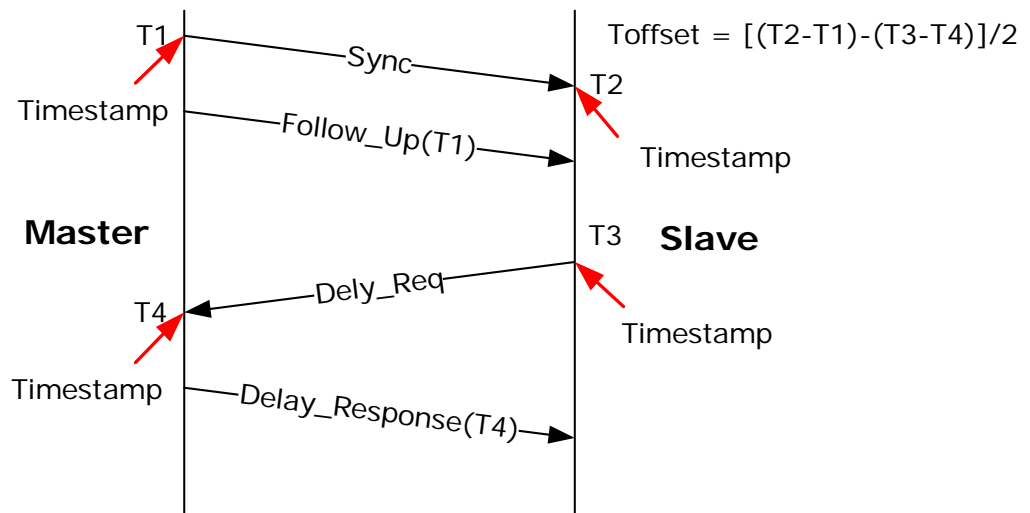 T1
Toffset = [(T2-T1)-(T3-T4)]/2
Sync
T2
Timestamp
Follow_Up(T1)
Timestamp
Master
T3
Slave
Dely_Req
T4
Timestamp
Timestamp
Delay_Response(T4)